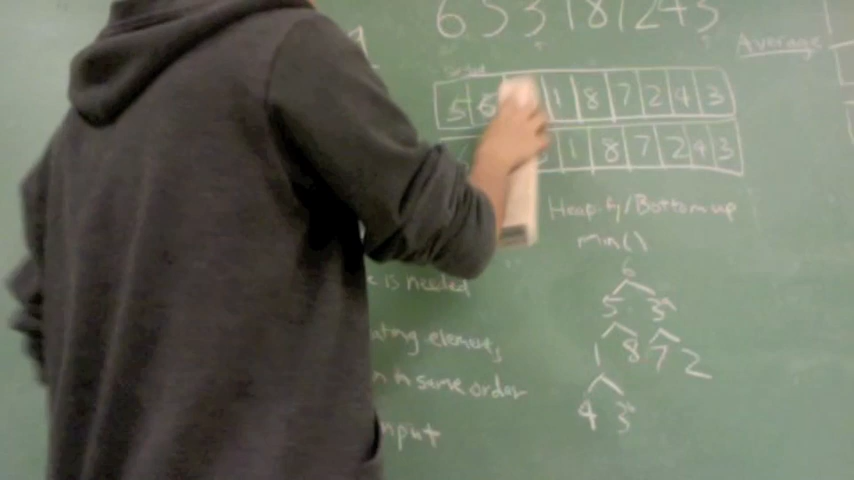 6 5 3 1 8 7 2 4 3
Average
5 6 1 8 7 2 4 3
1 8 7 2 4 3
Heapify/Bottom up
min()
6
is needed
5 3
elements
1 8 7 2
in same order
4 3